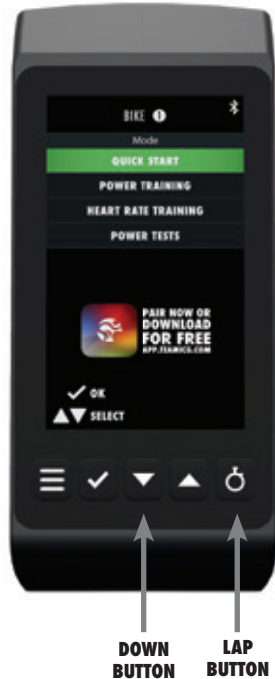 BIKE 1
Mode
QUICK START
POWER TRAINING
HEART RATE TRAINING
POWER TESTS
PAIR NOW OR
DOWNLOAD
FOR FREE
APP.TEAMICG.COM
OK
SELECT
DOWN
BUTTON
LAP
BUTTON